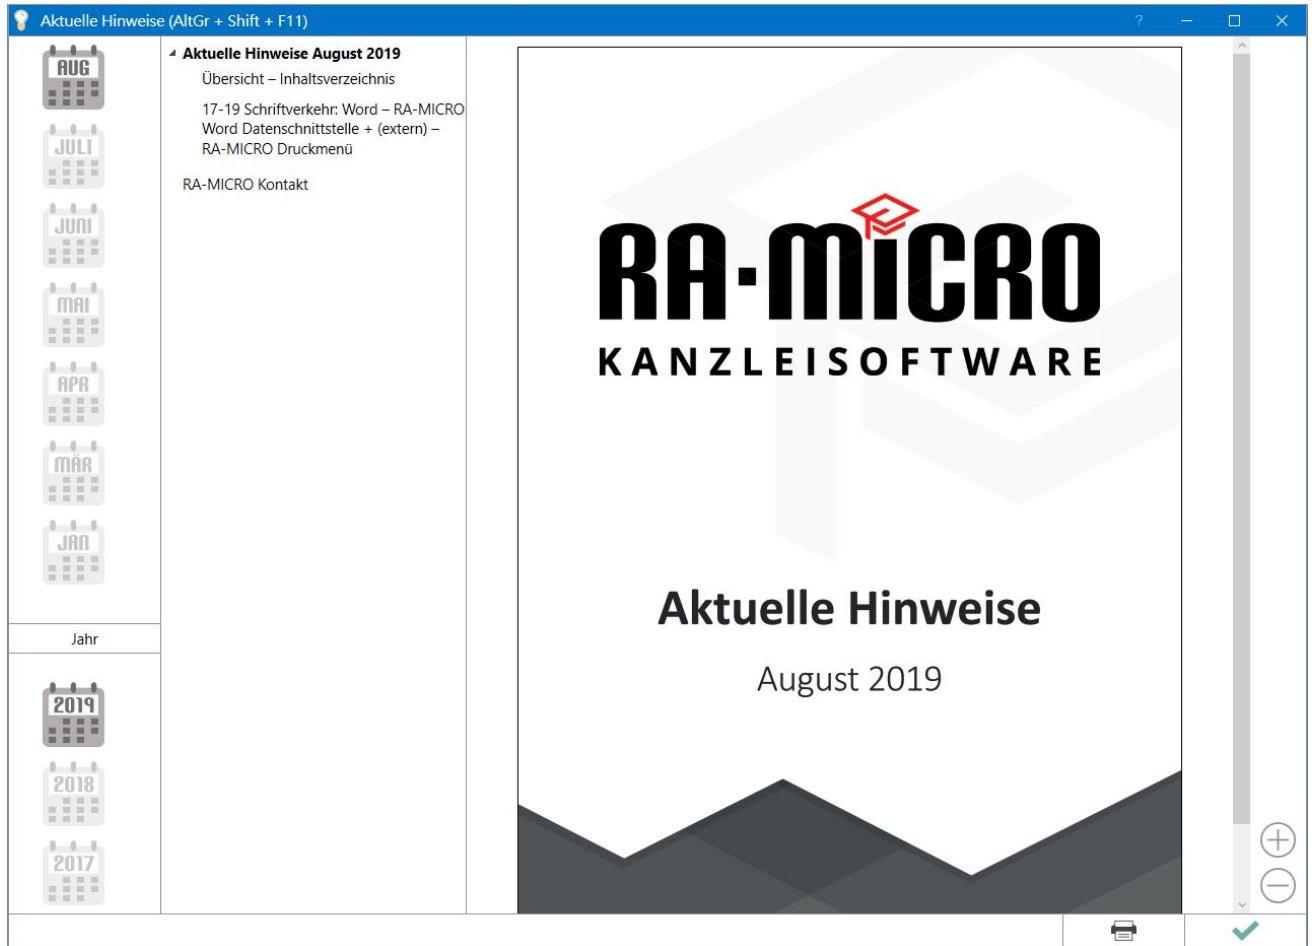 Aktuelle Hinweise (AltGr + Shift + F11)
?
AUG
JULI
JUNI
MAI
APR
MÄR
JAN
Jahr
2019
2018
2017
Aktuelle Hinweise August 2019
Übersicht – Inhaltsverzeichnis
17-19 Schriftverkehr: Word – RA-MICRO
Word Datenschnittstelle + (extern) –
RA-MICRO Druckmenü
RA-MICRO Kontakt
RA·MICRO
KANZLEISOFTWARE
Aktuelle Hinweise
August 2019